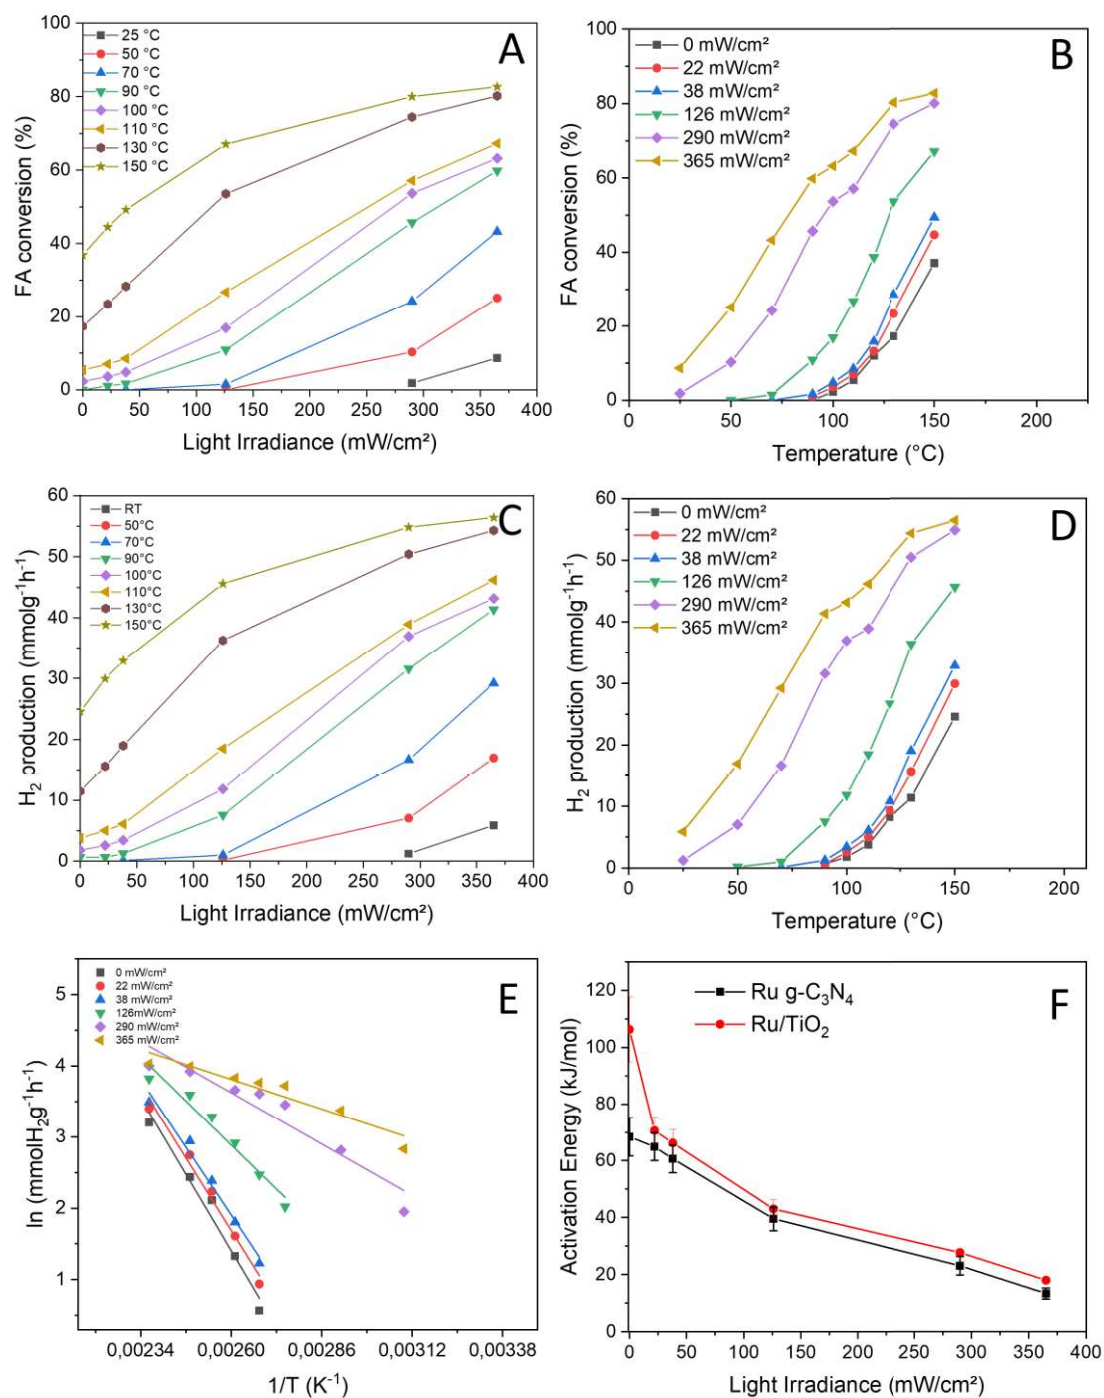 A
FA conversion (%)
100
80
60
40
20
0
25 °C
50 °C
70 °C
90 °C
100 °C
110 °C
130 °C
150 °C
0 50 100 150 200 250 300 350 400
Light Irradiance (mW/cm²)
B
FA conversion (%)
100
80
60
40
20
0
0 mW/cm²
22 mW/cm²
38 mW/cm²
126 mW/cm²
290 mW/cm²
365 mW/cm²
0 50 100 150 200
Temperature (°C)
C
H₂ production (mmolg⁻¹h⁻¹)
60
50
40
30
20
10
0
RT
50°C
70°C
90°C
100°C
110°C
130°C
150°C
0 50 100 150 200 250 300 350 400
Light Irradiance (mW/cm²)
D
H₂ production (mmolg⁻¹h⁻¹)
60
50
40
30
20
10
0
0 mW/cm²
22 mW/cm²
38 mW/cm²
126 mW/cm²
290 mW/cm²
365 mW/cm²
0 50 100 150 200
Temperature (°C)
E
ln (mmolH₂g⁻¹h⁻¹)
5
4
3
2
1
0 mW/cm²
22 mW/cm²
38 mW/cm²
126mW/cm²
290 mW/cm²
365 mW/cm²
0,00234 0,00260 0,00286 0,00312 0,00338
1/T (K⁻¹)
F
Activation Energy (kJ/mol)
120
100
80
60
40
20
0
Ru g-C₃N₄
Ru/TiO₂
0 50 100 150 200 250 300 350 400
Light Irradiance (mW/cm²)